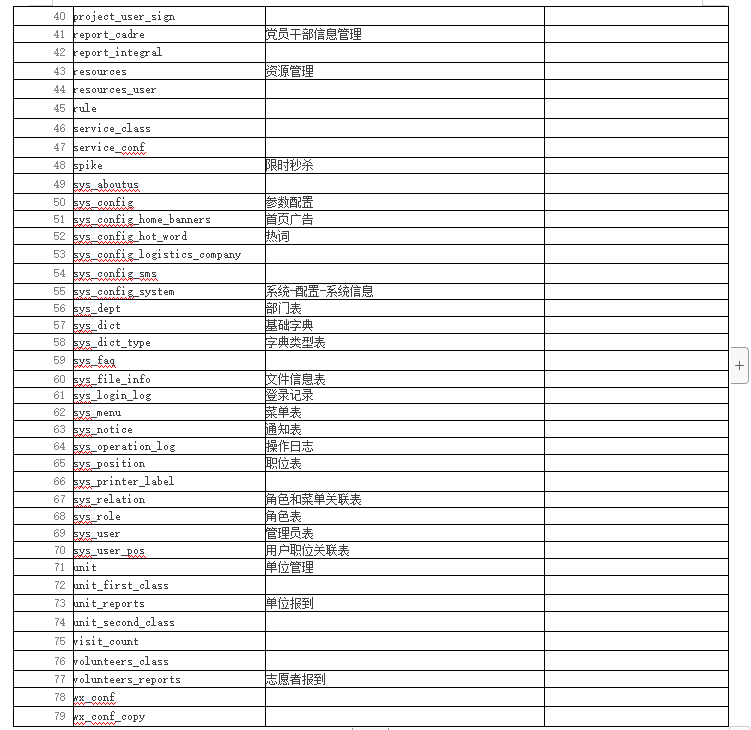 40 project_user_sign
41 report_cadre 党员干部信息管理
42 report_integral
43 resources 资源管理
44 resources_user
45 rule
46 service_class
47 service_conf
48 spike 限时秒杀
49 sys_aboutus
50 sys_config 参数配置
51 sys_config_home_banners 首页广告
52 sys_config_hot_word 热词
53 sys_config_logistics_company
54 sys_config_sms
55 sys_config_system 系统-配置-系统信息
56 sys_dept 部门表
57 sys_dict 基础字典
58 sys_dict_type 字典类型表
59 sys_faq
60 sys_file_info 文件信息表
61 sys_login_log 登录记录
62 sys_menu 菜单表
63 sys_notice 通知表
64 sys_operation_log 操作日志
65 sys_position 职位表
66 sys_printer_label
67 sys_relation 角色和菜单关联表
68 sys_role 角色表
69 sys_user 管理员表
70 sys_user_pos 用户职位关联表
71 unit 单位管理
72 unit_first_class
73 unit_reports 单位报到
74 unit_second_class
75 visit_count
76 volunteers_class
77 volunteers_reports 志愿者报到
78 wx_conf
79 wx_conf_copy